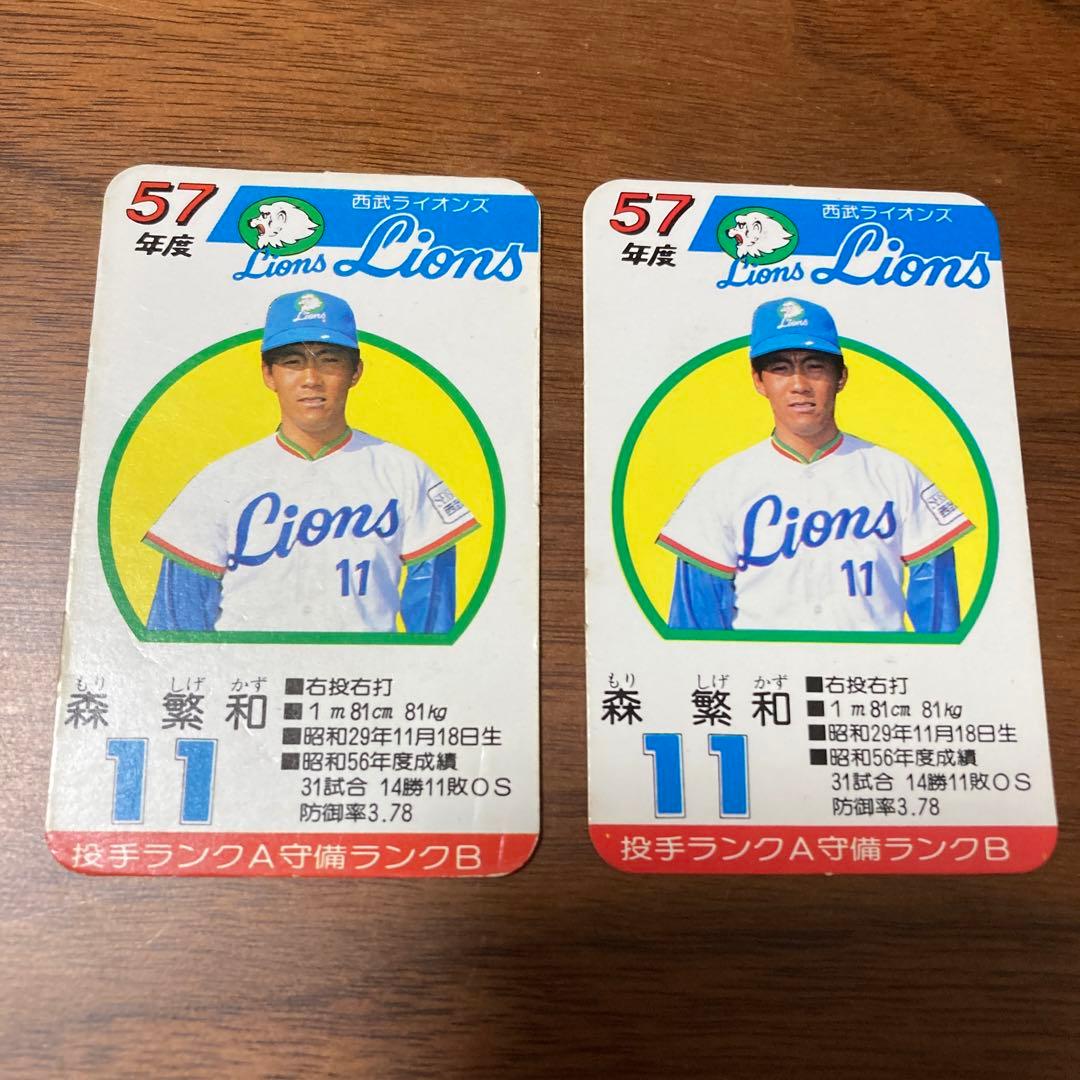 57
年度
西武ライオンズ
Lions
Lions
Lions
Lions
11
もり しげ かず
森 繁和
11
■右投右打
■1m81cm 81kg
■昭和29年11月18日生
■昭和56年度成績
31試合 14勝11敗0S
防御率3.78
投手ランクA守備ランクB
57
年度
西武ライオンズ
Lions
Lions
Lions
Lions
11
もり しげ かず
森 繁和
11
■右投右打
■1m81cm 81kg
■昭和29年11月18日生
■昭和56年度成績
31試合 14勝11敗0S
防御率3.78
投手ランクA守備ランクB